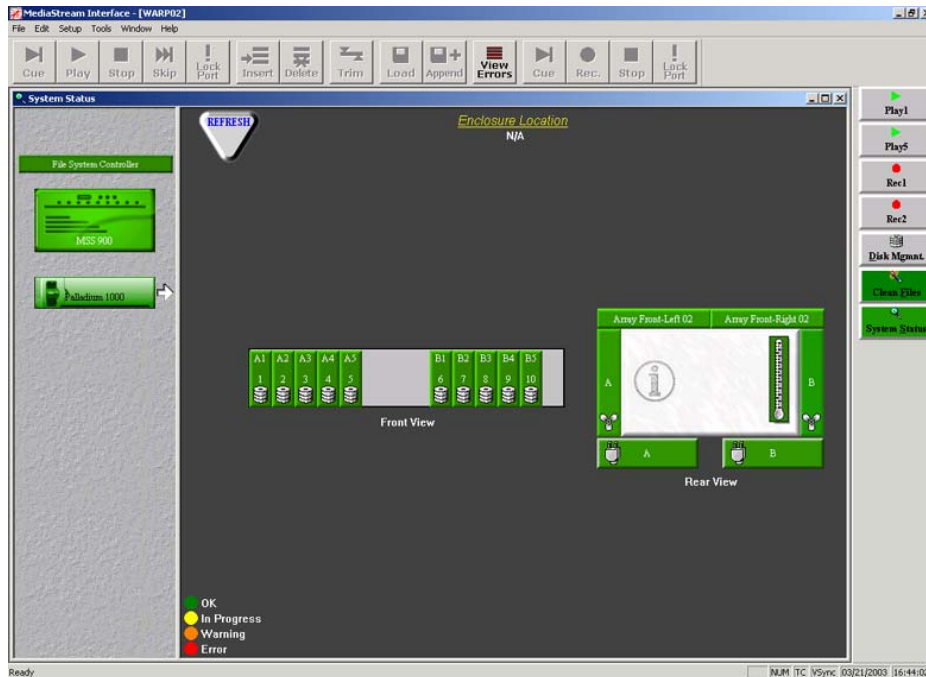 MediaStream Interface - [WARP02]
File Edit Setup Tools Window Help
Cue Play Stop Skip Lock Port Insert Delete Trim Load Append View Errors Cue Rec. Stop Lock Port
System Status
REFRESH
Enclosure Location
N/A
File System Controller
MSS 900
Palladium 1000
A1 A2 A3 A4 A5 B1 B2 B3 B4 B5
1 2 3 4 5 6 7 8 9 10
Front View
Array Front-Left 02 Array Front-Right 02
A B
A B
Rear View
OK
In Progress
Warning
Error
Play1
Play5
Rec1
Rec2
Disk Mgmnt.
Clean Files
System Status
Ready NUM TC VSync 03/21/2003 16:44:02